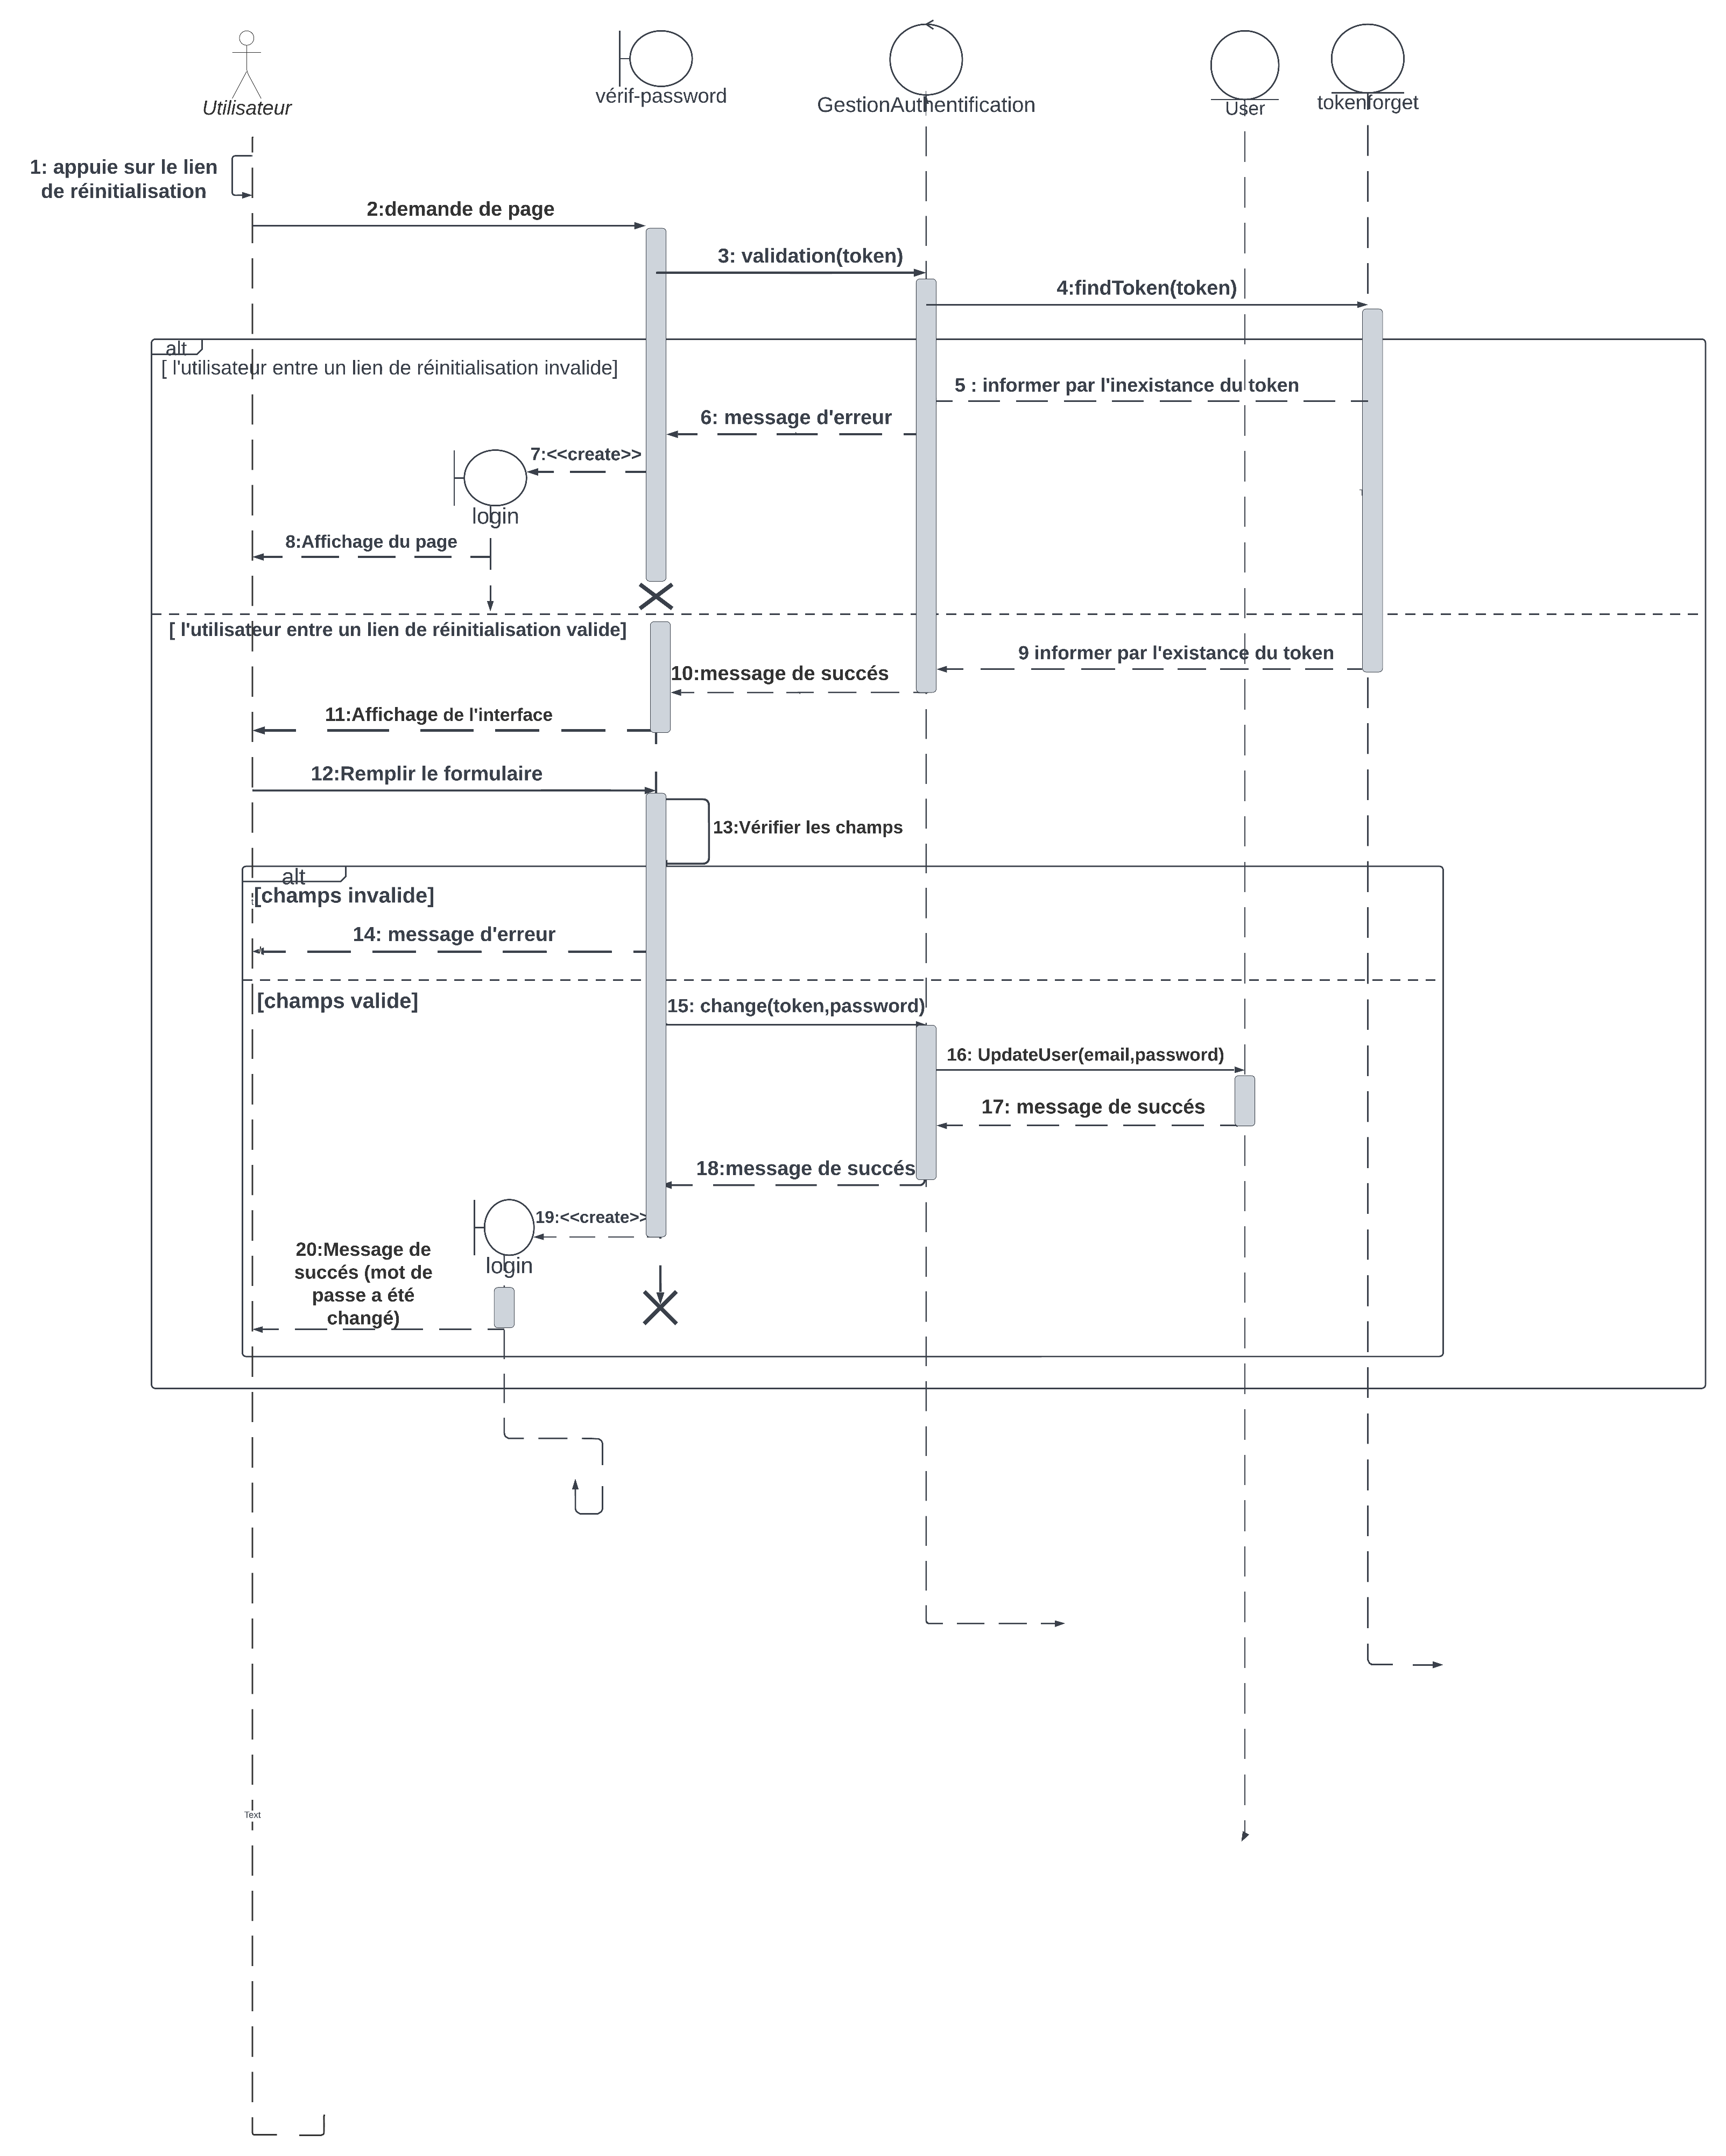 Utilisateur
vérif-password
GestionAuthentification
User
tokenforget
1: appuie sur le lien
de réinitialisation
2:demande de page
3: validation(token)
4:findToken(token)
alt
[ l'utilisateur entre un lien de réinitialisation invalide]
5 : informer par l'inexistance du token
6: message d'erreur
7:<<create>>
login
8:Affichage du page
[ l'utilisateur entre un lien de réinitialisation valide]
9 informer par l'existance du token
10:message de succés
11:Affichage de l'interface
12:Remplir le formulaire
13:Vérifier les champs
alt
[champs invalide]
14: message d'erreur
[champs valide]
15: change(token,password)
16: UpdateUser(email,password)
17: message de succés
18:message de succés
19:<<create>>
login
20:Message de
succés (mot de
passe a été
changé)
Text